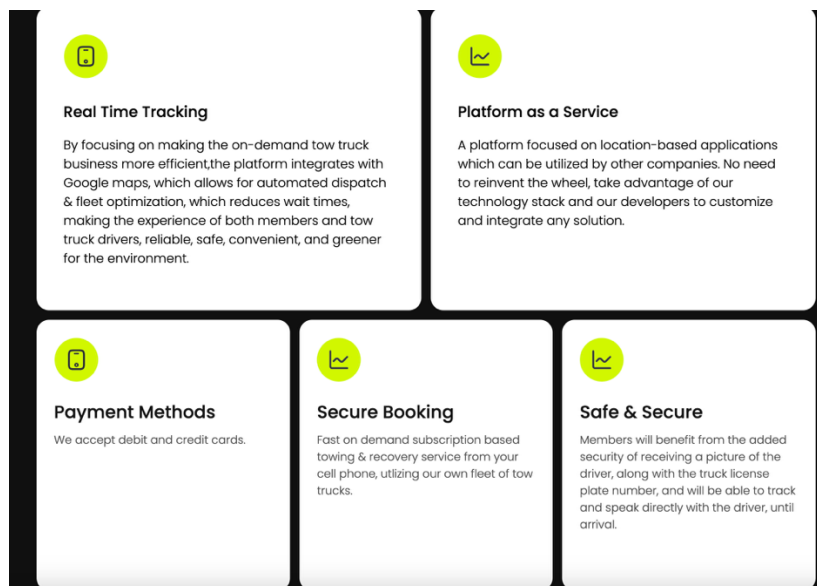 Real Time Tracking
By focusing on making the on-demand tow truck
business more efficient,the platform integrates with
Google maps, which allows for automated dispatch
& fleet optimization, which reduces wait times,
making the experience of both members and tow
truck drivers, reliable, safe, convenient, and greener
for the environment.
Platform as a Service
A platform focused on location-based applications
which can be utilized by other companies. No need
to reinvent the wheel, take advantage of our
technology stack and our developers to customize
and integrate any solution.
Payment Methods
We accept debit and credit cards.
Secure Booking
Fast on demand subscription based
towing & recovery service from your
cell phone, utlizing our own fleet of tow
trucks.
Safe & Secure
Members will benefit from the added
security of receiving a picture of the
driver, along with the truck license
plate number, and will be able to track
and speak directly with the driver, until
arrival.